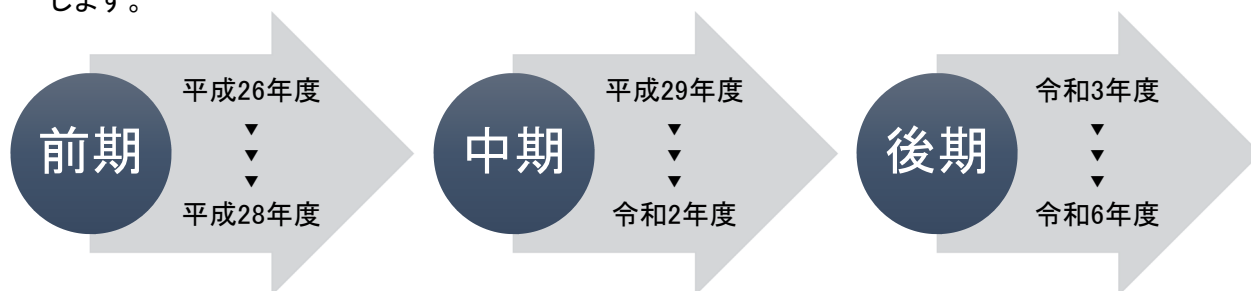 します。
前期
平成26年度
▼
▼
▼
平成28年度
中期
平成29年度
▼
▼
▼
令和2年度
後期
令和3年度
▼
▼
▼
令和6年度